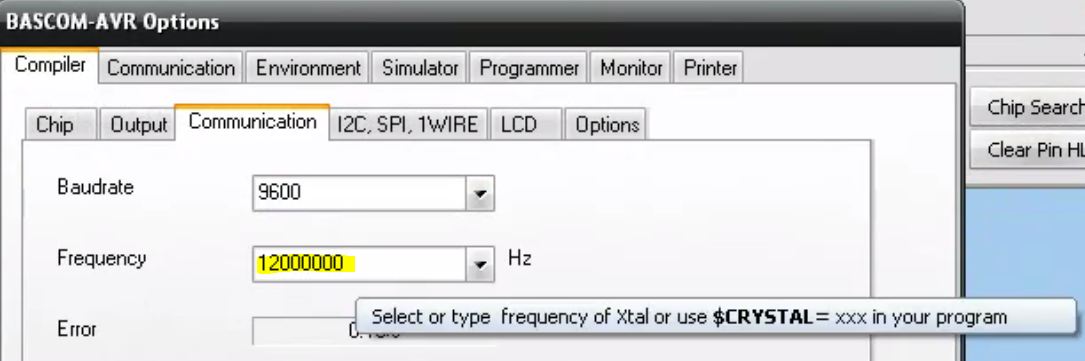 BASCOM-AVR Options
Compiler Communication Environment Simulator Programmer Monitor Printer
Chip Search
Chip Output Communication I2C, SPI, 1WIRE LCD Options
Clear Pin
Baudrate 9600
Frequency 12000000 Hz
Select or type frequency of Xtal or use $CRYSTAL= xxx in your program
Error